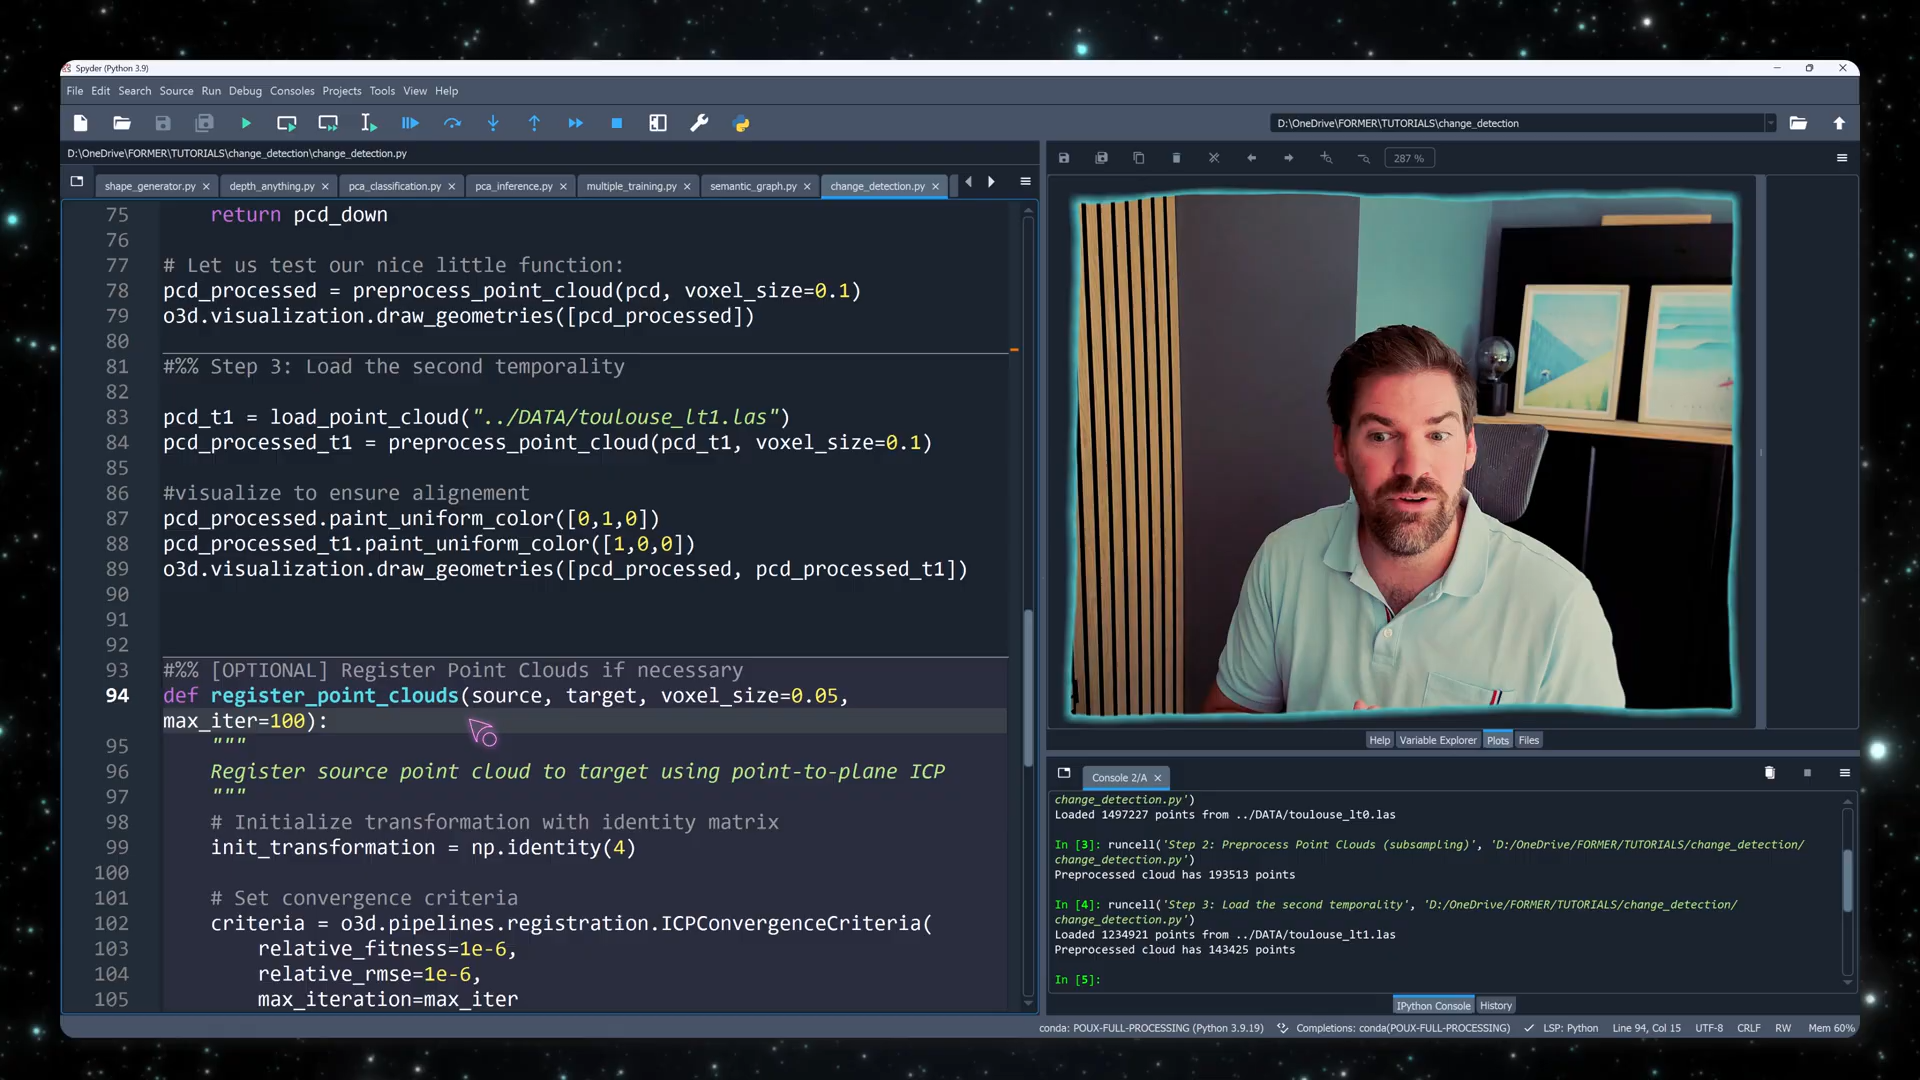 Spyder (Python 3.9)
File Edit Search Source Run Debug Consoles Projects Tools View Help
D:\OneDrive\FORMER\TUTORIALS\change_detection
D:\OneDrive\FORMER\TUTORIALS\change_detection\change_detection.py
287 %
shape_generator.py depth_anything.py pca_classification.py pca_inference.py multiple_training.py semantic_graph.py change_detection.py
75 return pcd_down
76
77 # Let us test our nice little function:
78 pcd_processed = preprocess_point_cloud(pcd, voxel_size=0.1)
79 o3d.visualization.draw_geometries([pcd_processed])
80
81 #%% Step 3: Load the second temporality
82
83 pcd_t1 = load_point_cloud("../DATA/toulouse_lt1.las")
84 pcd_processed_t1 = preprocess_point_cloud(pcd_t1, voxel_size=0.1)
85
86 #visualize to ensure alignement
87 pcd_processed.paint_uniform_color([0,1,0])
88 pcd_processed_t1.paint_uniform_color([1,0,0])
89 o3d.visualization.draw_geometries([pcd_processed, pcd_processed_t1])
90
91
92
93 #%% [OPTIONAL] Register Point Clouds if necessary
94 def register_point_clouds(source, target, voxel_size=0.05,
max_iter=100):
95 """
96 Register source point cloud to target using point-to-plane ICP
97 """
98 # Initialize transformation with identity matrix
99 init_transformation = np.identity(4)
100
101 # Set convergence criteria
102 criteria = o3d.pipelines.registration.ICPConvergenceCriteria(
103 relative_fitness=1e-6,
104 relative_rmse=1e-6,
105 max_iteration=max_iter
Help Variable Explorer Plots Files
Console 2/A
change_detection.py')
Loaded 1497227 points from ../DATA/toulouse_lt0.las
In [3]: runcell('Step 2: Preprocess Point Clouds (subsampling)', 'D:/OneDrive/FORMER/TUTORIALS/change_detection/
change_detection.py')
Preprocessed cloud has 193513 points
In [4]: runcell('Step 3: Load the second temporality', 'D:/OneDrive/FORMER/TUTORIALS/change_detection/
change_detection.py')
Loaded 1234921 points from ../DATA/toulouse_lt1.las
Preprocessed cloud has 143425 points
In [5]:
IPython Console History
conda: POUX-FULL-PROCESSING (Python 3.9.19) Completions: conda(POUX-FULL-PROCESSING) LSP: Python Line 94, Col 15 UTF-8 CRLF RW Mem 60%